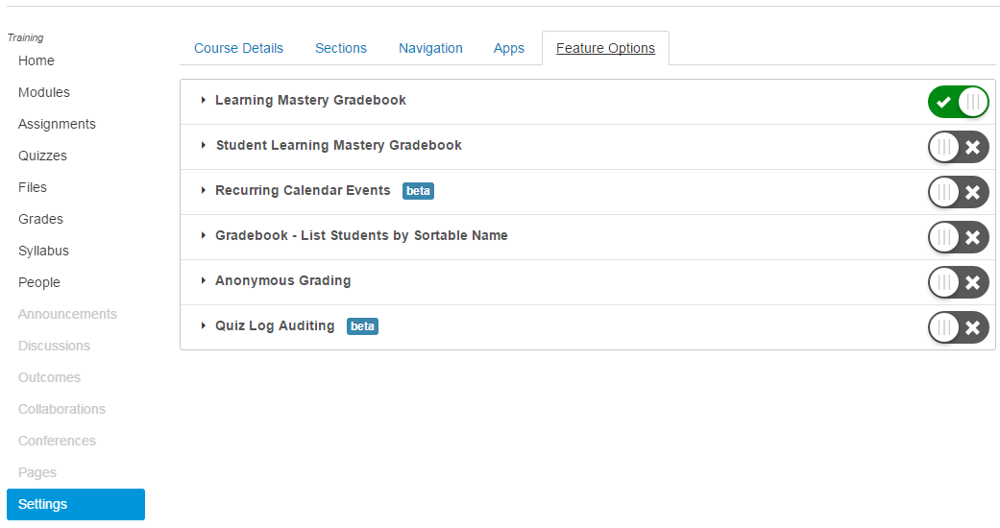 Training
Home
Modules
Assignments
Quizzes
Files
Grades
Syllabus
People
Announcements
Discussions
Outcomes
Collaborations
Conferences
Pages
Settings
Course Details Sections Navigation Apps Feature Options
Learning Mastery Gradebook
Student Learning Mastery Gradebook
Recurring Calendar Events beta
Gradebook - List Students by Sortable Name
Anonymous Grading
Quiz Log Auditing beta